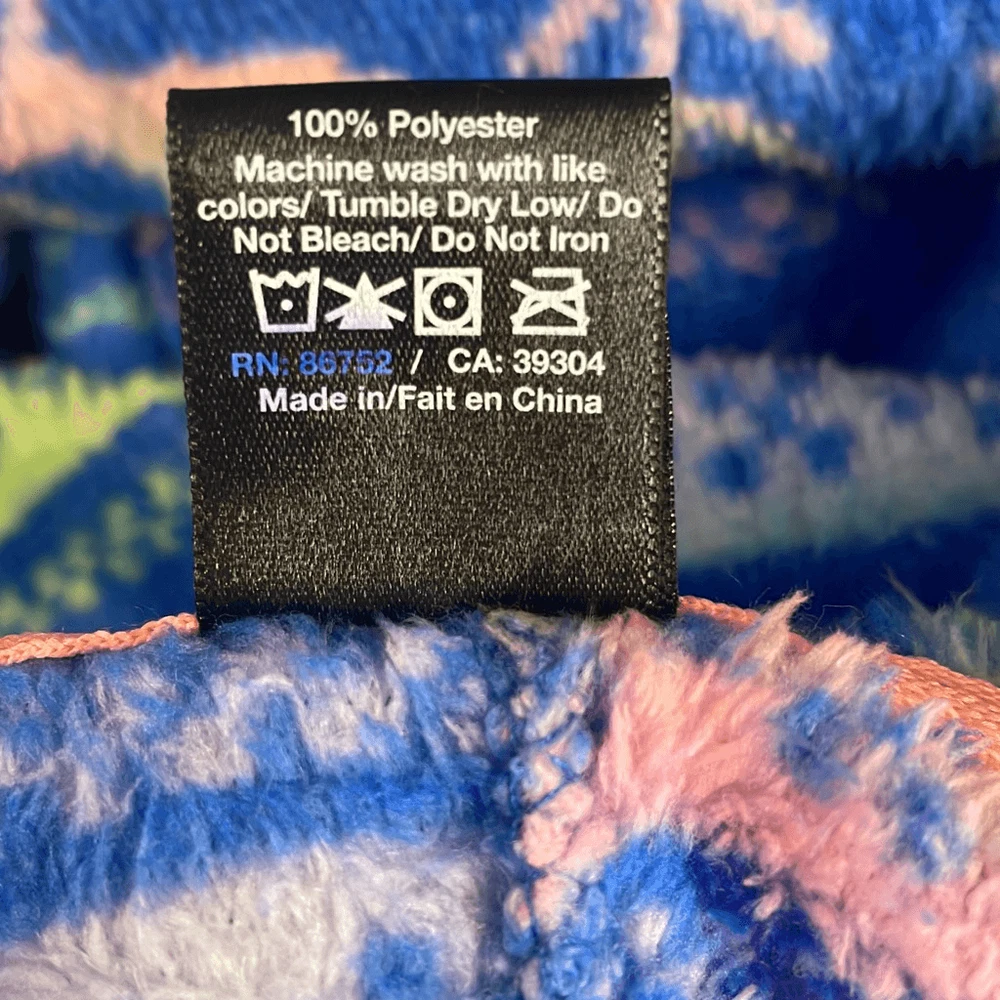 100% Polyester
Machine wash with like
colors/ Tumble Dry Low/ Do
Not Bleach/ Do Not Iron
RN: 86752 / CA: 39304
Made in/Fait en China